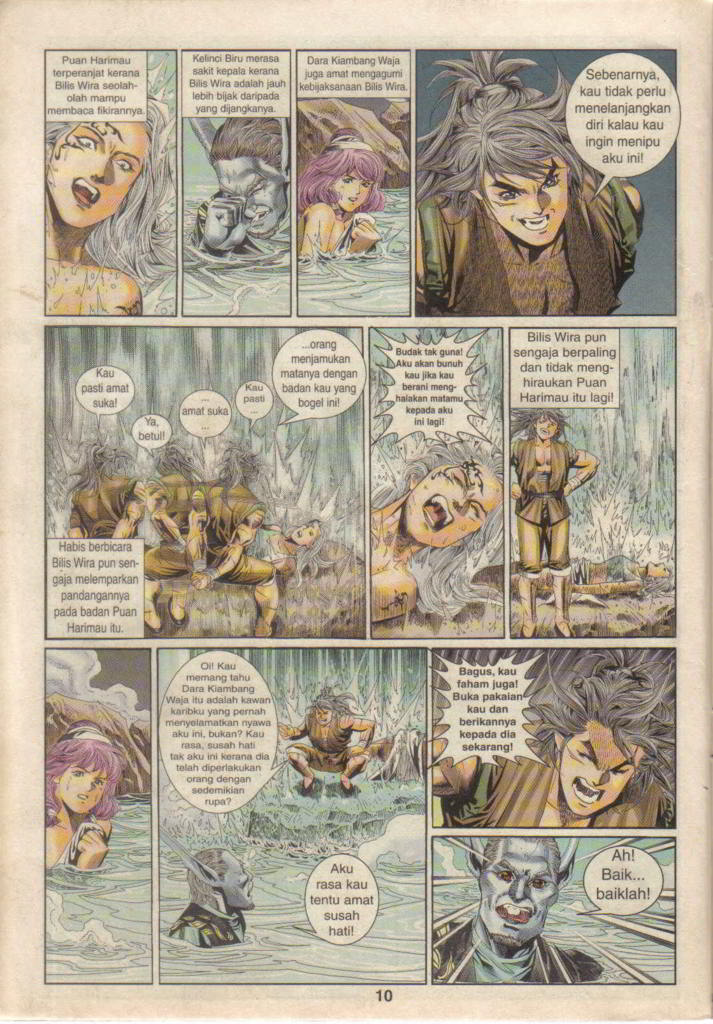 Puan Harimau
terperanjat kerana
Bilis Wira seolah-
olah mampu
membaca fikirannya.
Kelinci Biru merasa
sakit kepala kerana
Bilis Wira adalah jauh
lebih bijak daripada
yang dijangkanya.
Dara Kiambang Waja
juga amat mengagumi
kebijaksanaan Bilis Wira.
Sebenarnya,
kau tidak perlu
menelanjangkan
diri kalau kau
ingin menipu
aku ini!
Kau
pasti amat
suka!
Ya,
betul!
...
amat suka
...
Kau
pasti
...
...orang
menjamukan
matanya dengan
badan kau yang
bogel ini!
Habis berbicara
Bilis Wira pun sen-
gaja melemparkan
pandangannya
pada badan Puan
Harimau itu.
Budak tak guna!
Aku akan bunuh
kau jika kau
berani meng-
halakan matamu
kepada aku
ini lagi!
Bilis Wira pun
sengaja berpaling
dan tidak meng-
hiraukan Puan
Harimau itu lagi!
Oi! Kau
memang tahu
Dara Kiambang
Waja itu adalah kawan
karibku yang pernah
menyelamatkan nyawa
aku ini, bukan? Kau
rasa, susah hati
tak aku ini kerana dia
telah diperlakukan
orang dengan
sedemikian
rupa?
Aku
rasa kau
tentu amat
susah
hati!
Bagus, kau
faham juga!
Buka pakaian
kau dan
berikannya
kepada dia
sekarang!
Ah!
Baik...
baiklah!
10